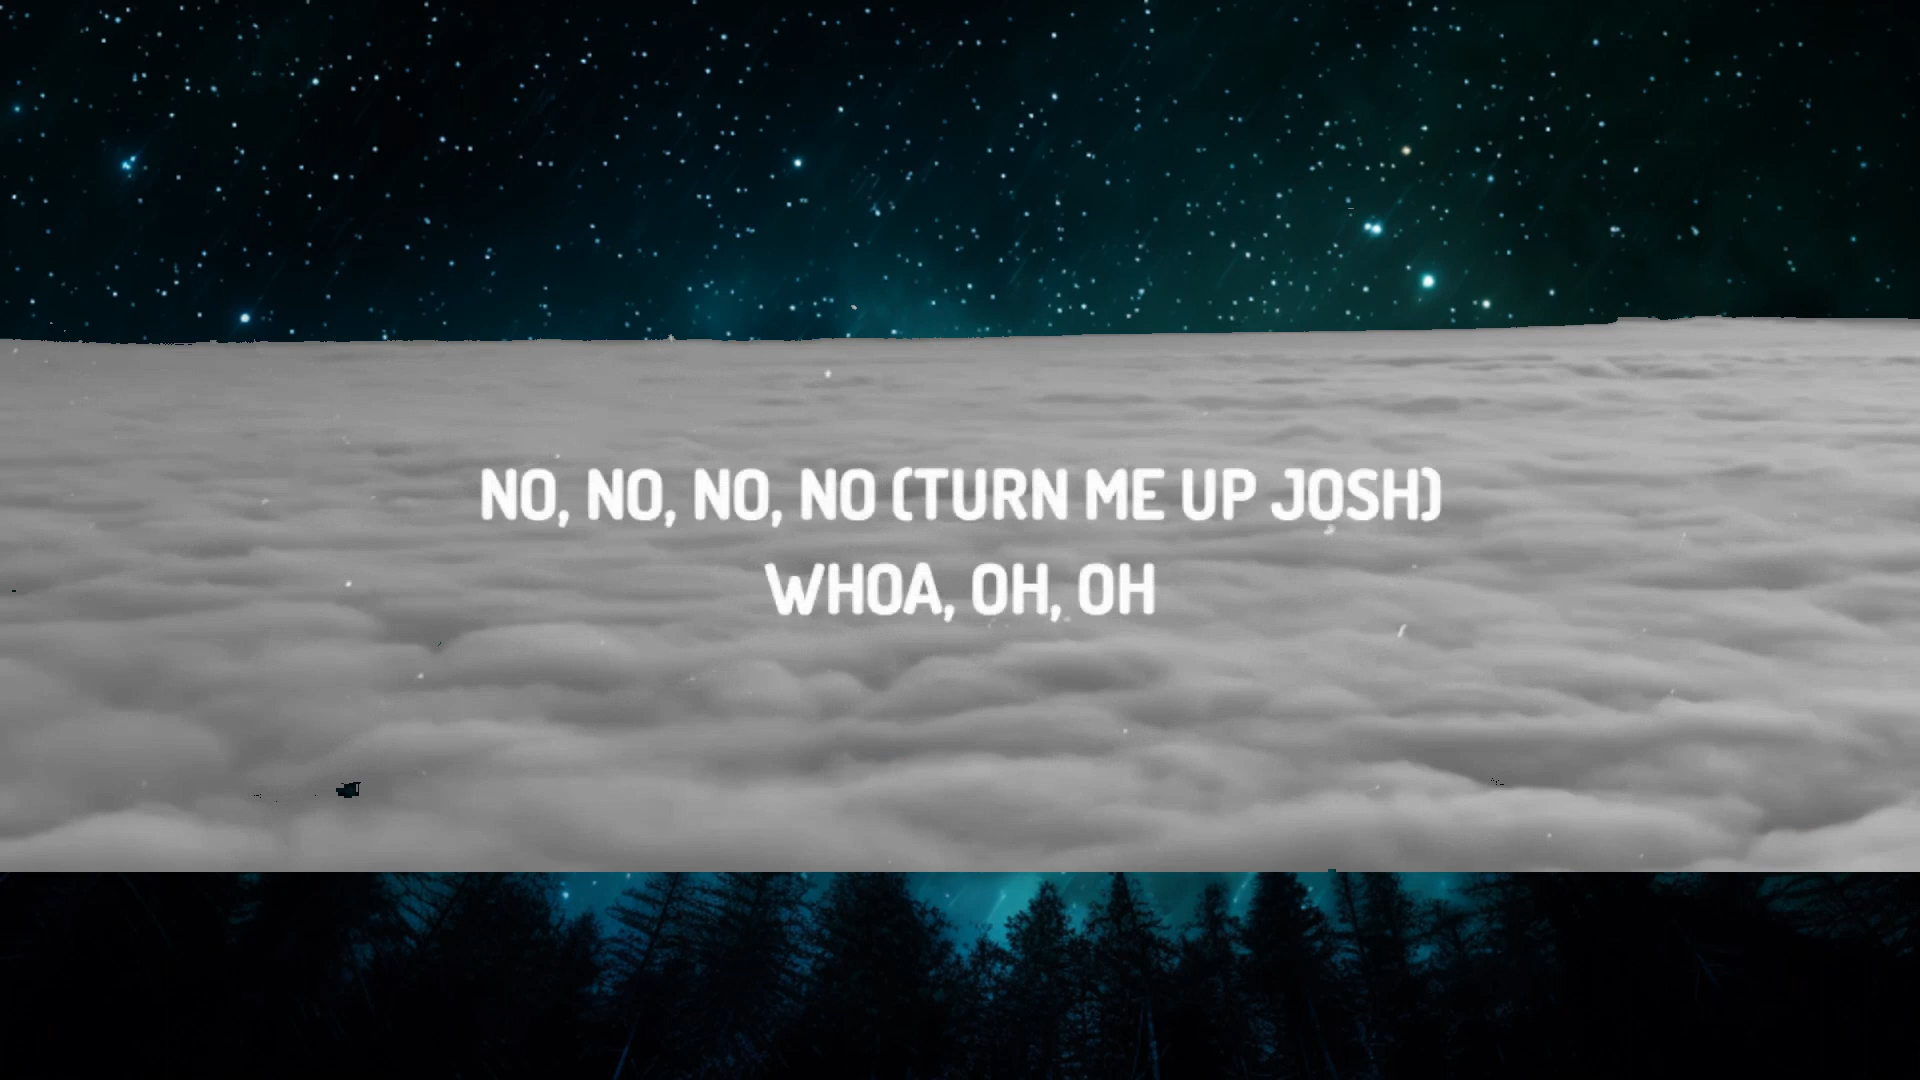 NO, NO, NO, NO (TURN ME UP JOSH)
WHOA, OH, OH